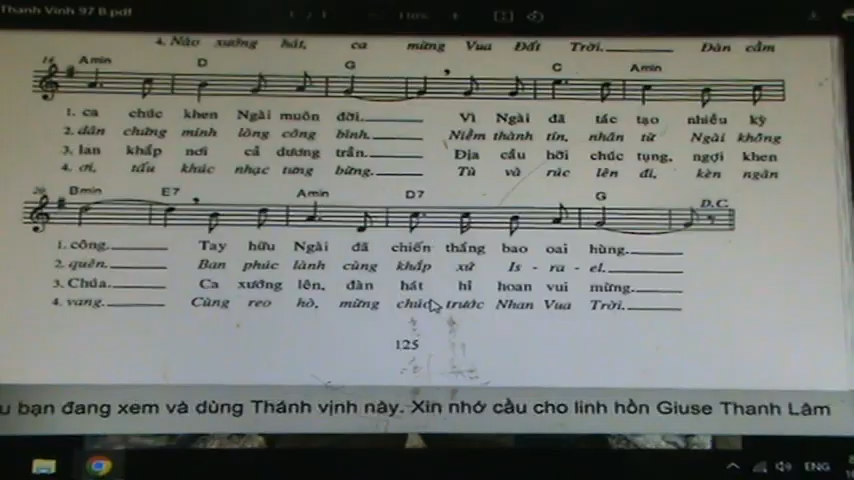 Thanh Vinh 97 B.pdf
1 / 1
110%
4. Nào xướng hát, ca mừng Vua Đất Trời. Đàn cầm
14 Amin D G C Amin
1. ca chúc khen Ngài muôn đời. Vì Ngài đã tác tạo nhiều kỳ
2. dân chứng minh lòng công bình. Niềm thành tín, nhân từ Ngài không
3. lan khắp nơi cả dương trần. Địa cầu hỡi chúc tụng, ngợi khen
4. ơi, tấu khúc nhạc tưng bừng. Tù và rúc lên đi, kèn ngân
20 Bmin E7 Amin D7 G D.C.
1. công. Tay hữu Ngài đã chiến thắng bao oai hùng.
2. quên. Ban phúc lành cùng khắp xứ Is - ra - el.
3. Chúa. Ca xướng lên, đàn hát hỉ hoan vui mừng.
4. vang. Cùng reo hò, mừng chúc trước Nhan Vua Trời.
125
u bạn đang xem và dùng Thánh vịnh này. Xin nhớ cầu cho linh hồn Giuse Thanh Lâm
ENG